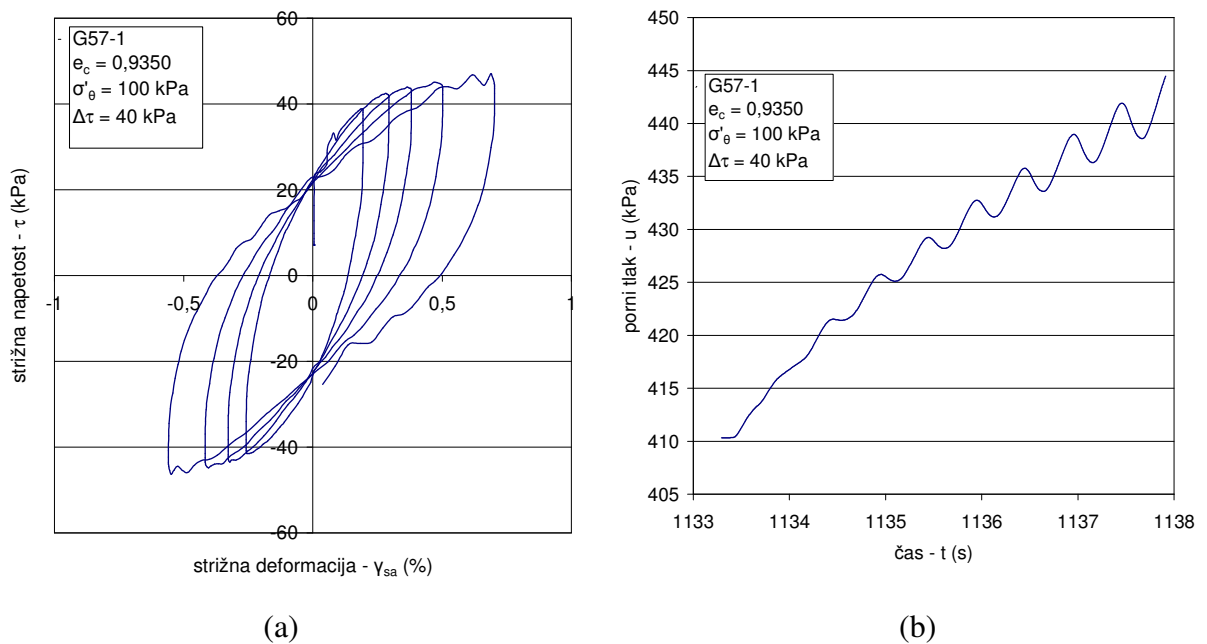 60
40
20
0
-20
-40
-60
-1
-0,5
0
0,5
1
G57-1
e_c = 0,9350
σ'_θ = 100 kPa
Δτ = 40 kPa
strižna napetost - τ (kPa)
strižna deformacija - γ_sa (%)
(a)
450
445
440
435
430
425
420
415
410
405
1133
1134
1135
1136
1137
1138
G57-1
e_c = 0,9350
σ'_θ = 100 kPa
Δτ = 40 kPa
porni tlak - u (kPa)
čas - t (s)
(b)